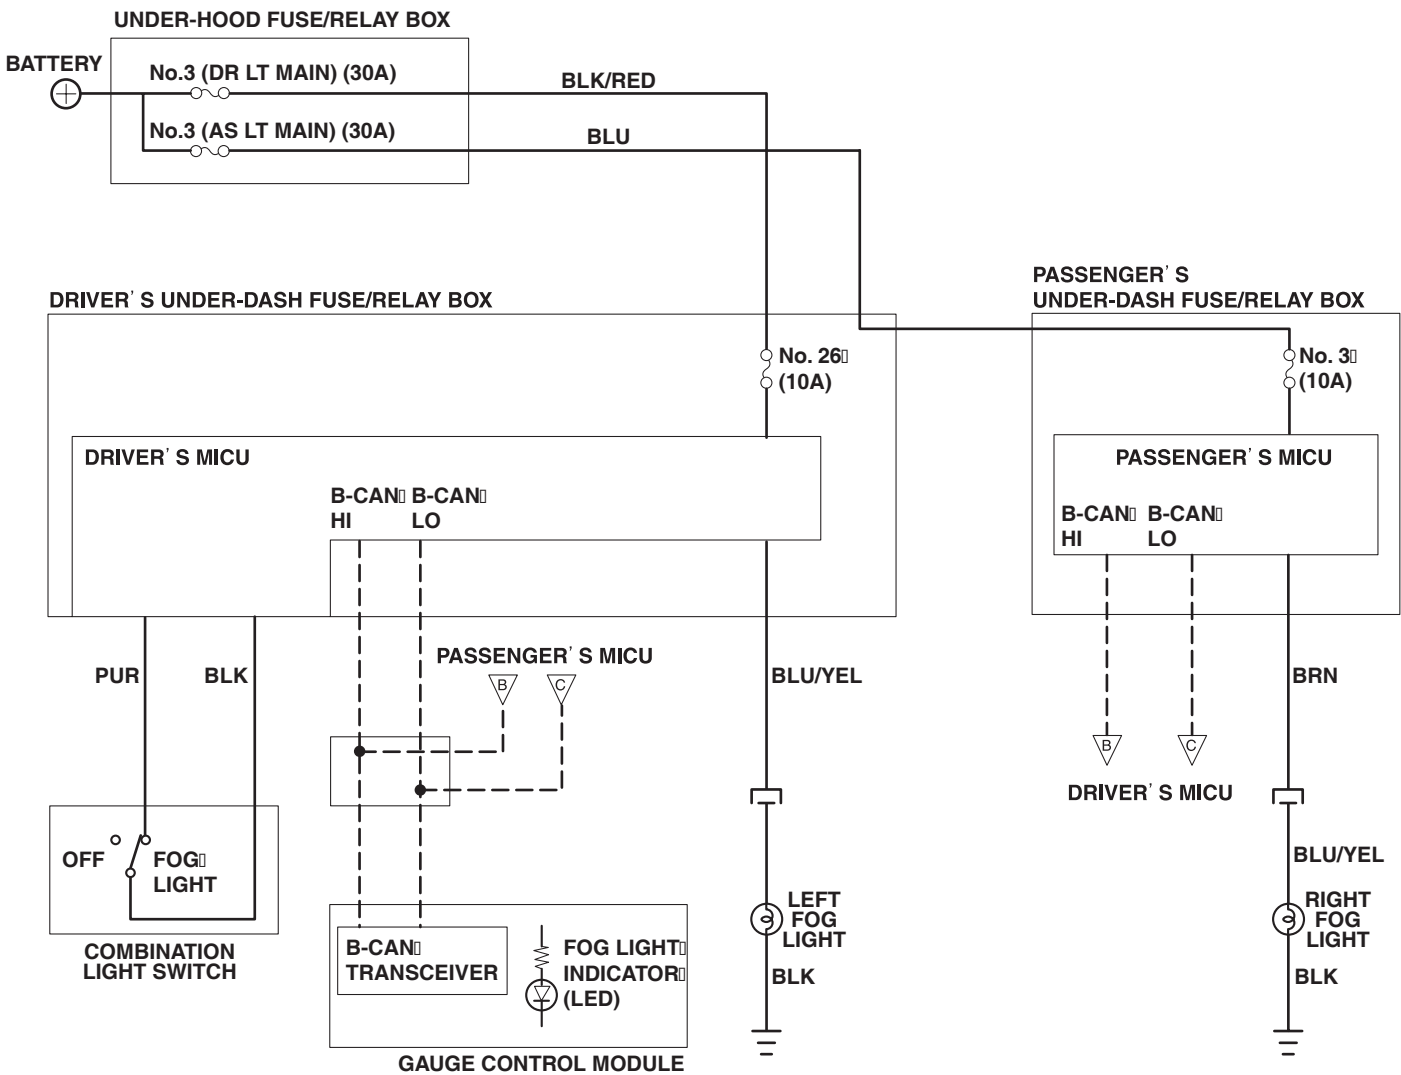 UNDER-HOOD FUSE/RELAY BOX
BATTERY
No.3 (DR LT MAIN) (30A)
BLK/RED
No.3 (AS LT MAIN) (30A)
BLU
PASSENGER'S
UNDER-DASH FUSE/RELAY BOX
DRIVER'S UNDER-DASH FUSE/RELAY BOX
No. 26
(10A)
No. 3
(10A)
DRIVER'S MICU
PASSENGER'S MICU
B-CAN
HI
B-CAN
LO
B-CAN
HI
B-CAN
LO
PASSENGER'S MICU
PUR
BLK
B
C
BLU/YEL
BRN
B
C
DRIVER'S MICU
OFF
FOG
LIGHT
BLU/YEL
LEFT
FOG
LIGHT
RIGHT
FOG
LIGHT
COMBINATION
LIGHT SWITCH
B-CAN
TRANSCEIVER
FOG LIGHT
INDICATOR
(LED)
BLK
BLK
GAUGE CONTROL MODULE